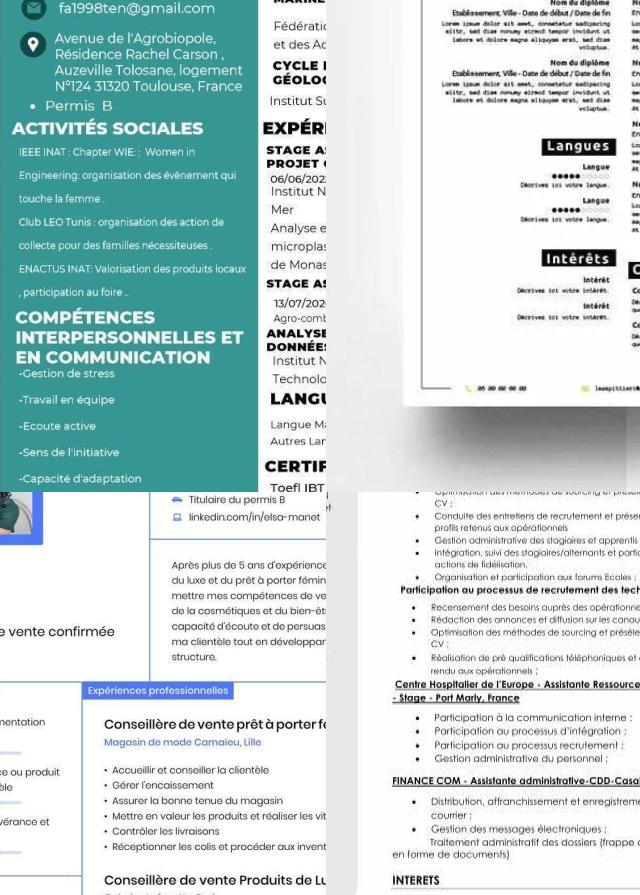 fa1998ten@gmail.com
Avenue de l'Agrobiopole,
Résidence Rachel Carson ,
Auzeville Tolosane, logement
N°124 31320 Toulouse, France
• Permis B
ACTIVITÉS SOCIALES
IEEE INAT : Chapter WIE: : Women in
Engineering: organisation des évènement qui
touche la femme .
Club LEO Tunis : organisation des action de
collecte pour des familles nécessiteuses .
ENACTUS INAT: Valorisation des produits locaux
, participation au foire ..
COMPÉTENCES
INTERPERSONNELLES ET
EN COMMUNICATION
-Gestion de stress
-Travail en équipe
-Ecoute active
-Sens de l'initiative
-Capacité d'adaptation
Fédératio
et des Ac
CYCLE
GÉOLO
Institut Su
EXPÉR
STAGE AS
PROJET
06/06/202
Institut N
Mer
Analyse e
microplas
de Monas
STAGE AS
13/07/202
Agro-comb
ANALYSE
DONNÉES
Institut N
Technolo
LANGU
Langue Ma
Autres Lan
CERTIF
Toefl IBT
Nom du diplôme
Etablissement, Ville - Date de début / Date de fin
Lorem ipsum dolor sit amet, consetetur sadipscing
elitr, sed diam nonumy eirmod tempor invidunt ut
labore et dolore magna aliquyam erat, sed diam
voluptua.
Nom du diplôme
Etablissement, Ville - Date de début / Date de fin
Lorem ipsum dolor sit amet, consetetur sadipscing
elitr, sed diam nonumy eirmod tempor invidunt ut
labore et dolore magna aliquyam erat, sed diam
voluptua.
Langues
Langue
Décrivez ici votre langue.
Langue
Décrivez ici votre langue.
Intérêts
Intérêt
Décrivez ici votre intérêt.
Intérêt
Décrivez ici votre intérêt.
06 00 00 00 00
Titulaire du permis B
linkedin.com/in/elsa-manet
Après plus de 5 ans d'expérience
du luxe et du prêt à porter fémin
mettre mes compétences de ve
de la cosmétiques et du bien-êt
capacité d'écoute et de persuas
ma clientèle tout en développan
structure.
e vente confirmée
Expériences professionnelles
mentation
ce ou produit
èle
vérance et
Conseillère de vente prêt à porter fe
Magasin de mode Camaïeu, Lille
• Accueillir et conseiller la clientèle
• Gérer l'encaissement
• Assurer la bonne tenue du magasin
• Mettre en valeur les produits et réaliser les vit
• Contrôler les livraisons
• Réceptionner les colis et procéder aux invent
Conseillère de vente Produits de Lu
• Optimisation des méthodes de sourcing et présé
CV ;
• Conduite des entretiens de recrutement et présen
profils retenus aux opérationnels
• Gestion administrative des stagiaires et apprentis
• Intégration, suivi des stagiaires/alternants et partic
actions de fidélisation.
• Organisation et participation aux forums Ecoles ;
Participation au processus de recrutement des tech
• Recensement des besoins auprès des opérationne
• Rédaction des annonces et diffusion sur les canau
• Optimisation des méthodes de sourcing et présélec
CV ;
• Réalisation de pré qualifications téléphoniques et
rendu aux opérationnels ;
Centre Hospitalier de l'Europe - Assistante Ressource
- Stage - Port Marly, France
• Participation à la communication interne ;
• Participation au processus d'intégration ;
• Participation au processus recrutement ;
• Gestion administrative du personnel ;
FINANCE COM - Assistante administrative-CDD-Casa
• Distribution, affranchissement et enregistreme
courrier ;
• Gestion des messages électroniques ;
Traitement administratif des dossiers (frappe
en forme de documents)
INTERETS